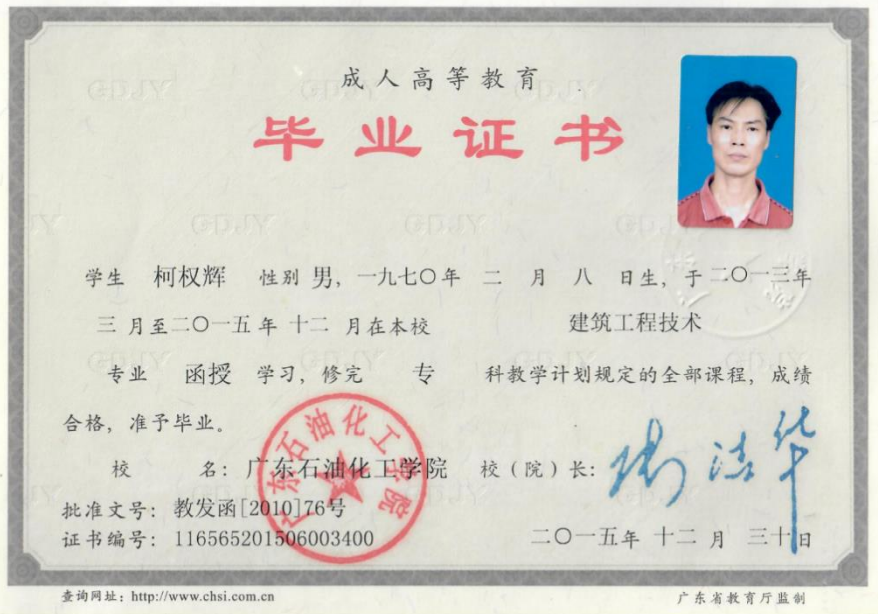 成人高等教育
毕业证书
学生 柯权辉 性别 男，一九七〇年 二 月 八 日生，于 二〇一三年
三 月至二〇一五年 十二 月在本校 建筑工程技术
专业 函授 学习，修完 专 科教学计划规定的全部课程，成绩
合格，准予毕业。
校 名：广东石油化工学院 校（院）长：
批准文号：教发函[2010]76号
证书编号：116565201506003400 二〇一五年 十二 月 三十日
广东石油化工学院
查询网址：http://www.chsi.com.cn 广东省教育厅监制